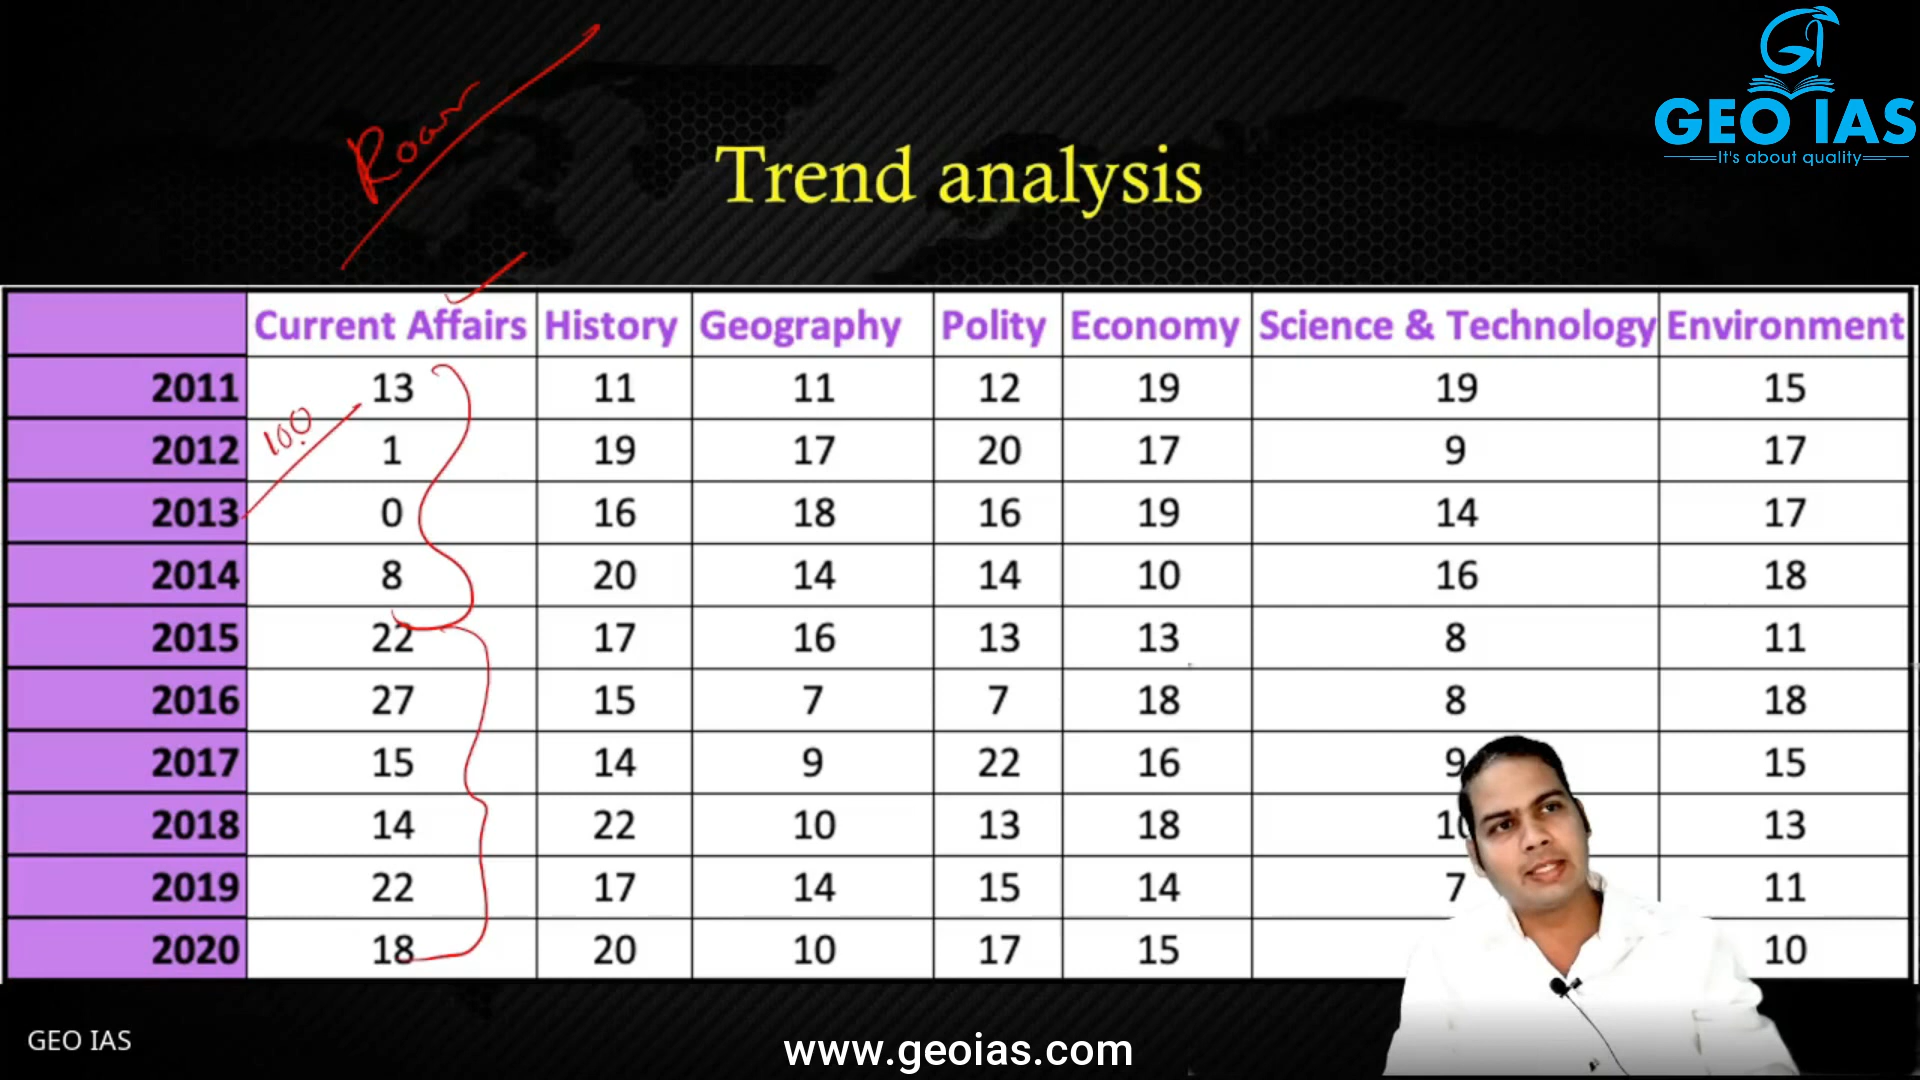 GEO IAS
It's about quality
Roar
Trend analysis
Current Affairs History Geography Polity Economy Science & Technology Environment
2011 13 11 11 12 19 19 15
100
2012 1 19 17 20 17 9 17
2013 0 16 18 16 19 14 17
2014 8 20 14 14 10 16 18
2015 22 17 16 13 13 8 11
2016 27 15 7 7 18 8 18
2017 15 14 9 22 16 9 15
2018 14 22 10 13 18 10 13
2019 22 17 14 15 14 7 11
2020 18 20 10 17 15 10
GEO IAS
www.geoias.com